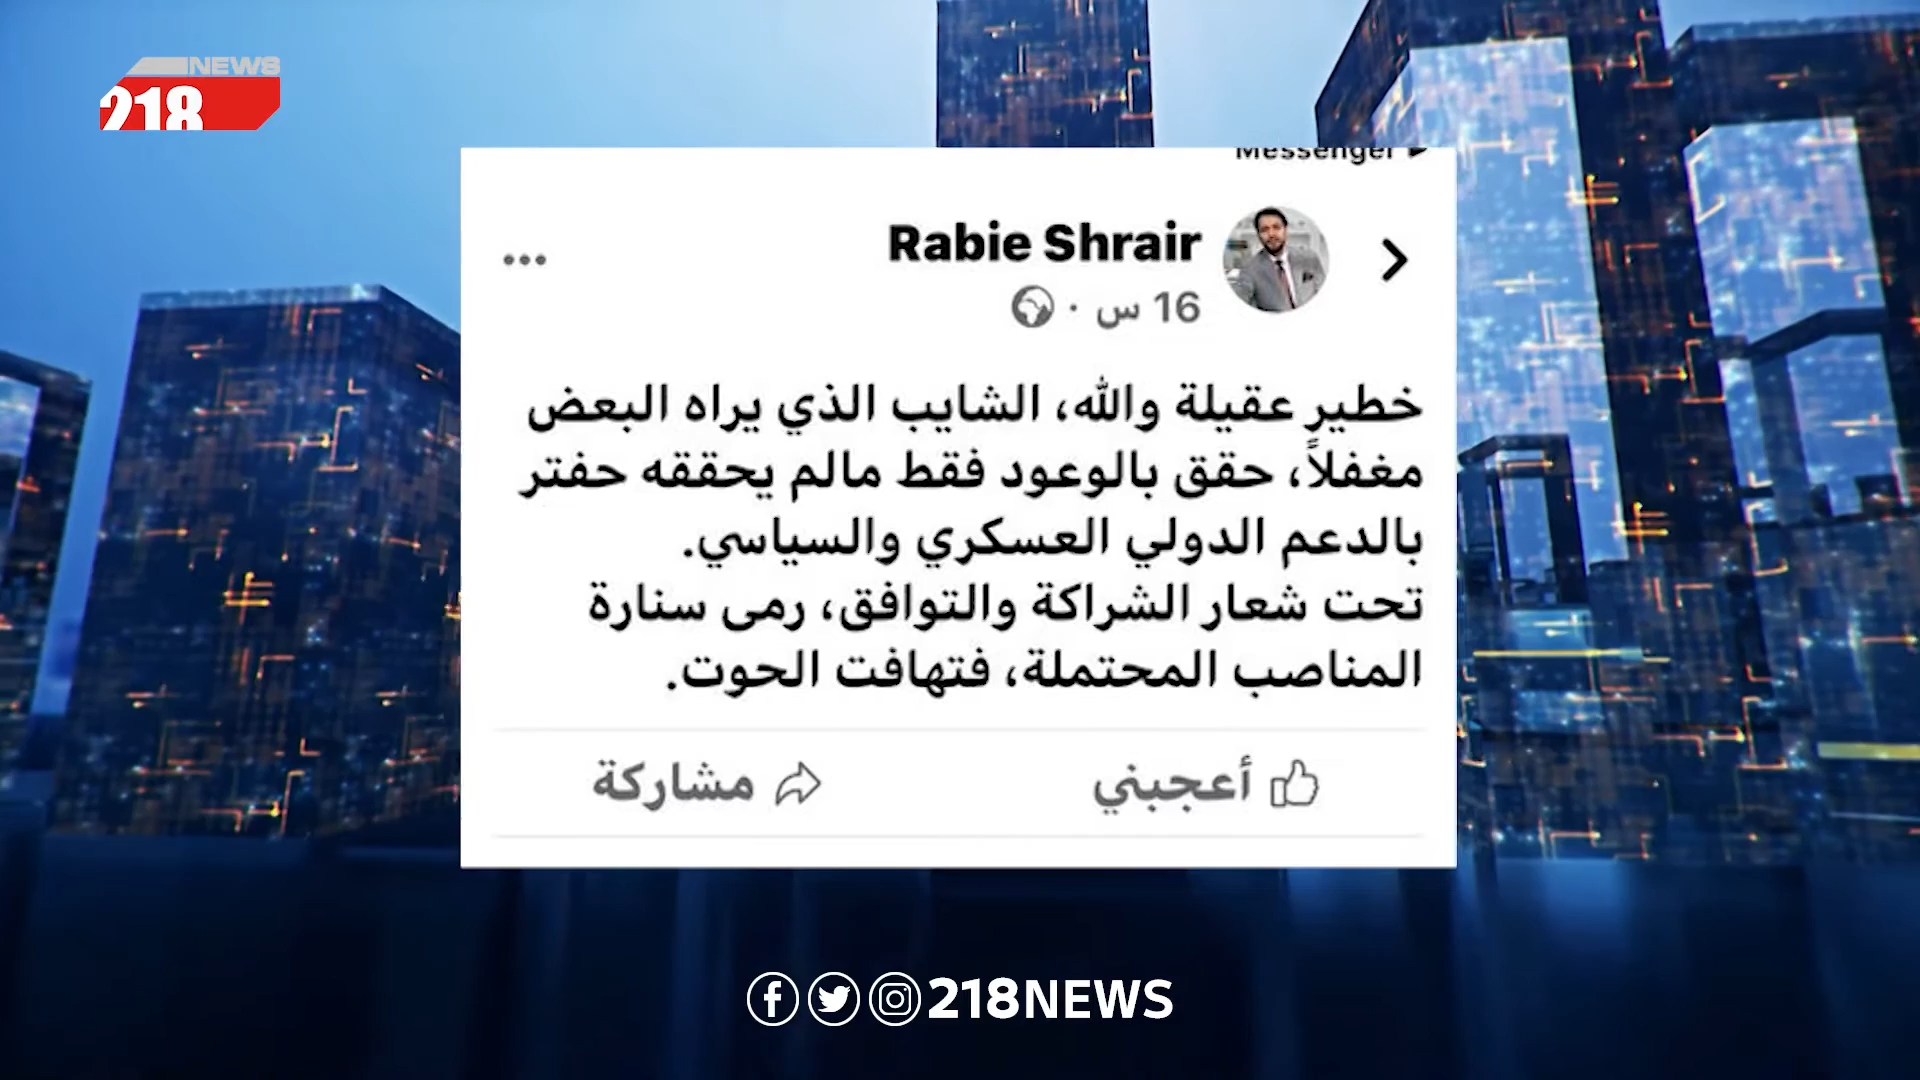 NEWS
218
Messenger
Rabie Shrair
16 س ·
خطير عقيلة والله، الشايب الذي يراه البعض
مغفلاً، حقق بالوعود فقط مالم يحققه حفتر
بالدعم الدولي العسكري والسياسي.
تحت شعار الشراكة والتوافق، رمى سنارة
المناصب المحتملة، فتهافت الحوت.
أعجبني
مشاركة
218NEWS